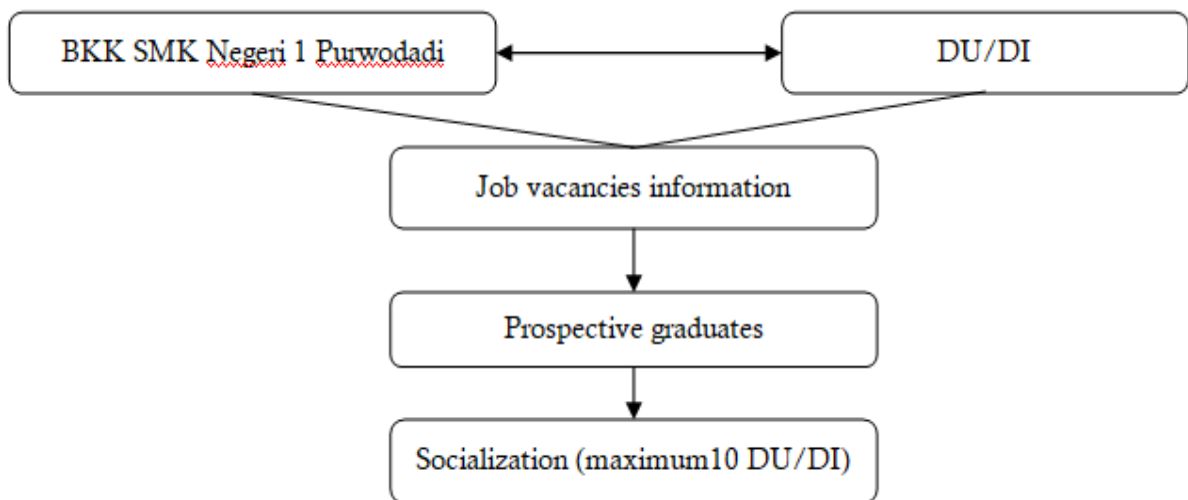 BKK SMK Negeri 1 Purwodadi
DU/DI
Job vacancies information
Prospective graduates
Socialization (maximum10 DU/DI)